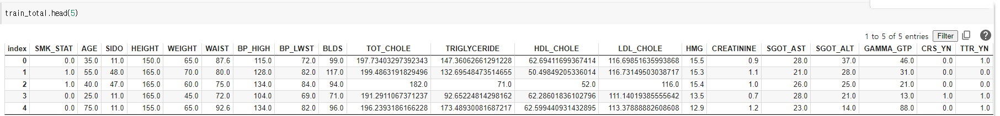 train_total.head(5)
1 to 5 of 5 entries Filter ?
index SMK_STAT AGE SIDO HEIGHT WEIGHT WAIST BP_HIGH BP_LWST BLDS TOT_CHOLE TRIGLYCERIDE HDL_CHOLE LDL_CHOLE HMG CREATININE SGOT_AST SGOT_ALT GAMMA_GTP CRS_YN TTR_YN
0 0.0 35.0 11.0 150.0 65.0 87.6 115.0 72.0 99.0 197.73403297392343 147.36062661291228 62.69411699367414 116.69851635993868 15.5 0.9 28.0 37.0 46.0 0.0 1.0
1 1.0 55.0 48.0 165.0 70.0 80.0 128.0 82.0 117.0 199.4863191829496 132.69548473514655 50.49849205336014 116.73149503038717 15.3 1.1 21.0 28.0 31.0 0.0 0.0
2 1.0 40.0 47.0 165.0 60.0 75.0 134.0 84.0 94.0 182.0 71.0 52.0 116.0 15.4 1.0 26.0 25.0 21.0 0.0 0.0
3 0.0 25.0 11.0 165.0 45.0 72.0 104.0 69.0 71.0 191.2911067371237 92.65224814298162 62.28601836102796 111.14019385555642 13.5 0.7 28.0 21.0 13.0 1.0 1.0
4 0.0 75.0 11.0 155.0 65.0 92.6 134.0 82.0 96.0 196.2393186166228 173.48930081687217 62.599440931432895 113.37888882608608 12.9 1.2 23.0 14.0 88.0 0.0 1.0